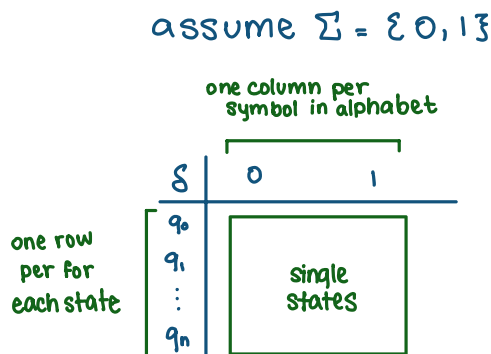 assume Σ = {0,1}
one column per
symbol in alphabet
δ 0 1
q₀
q₁
⋮
qₙ
one row
per for
each state
single
states